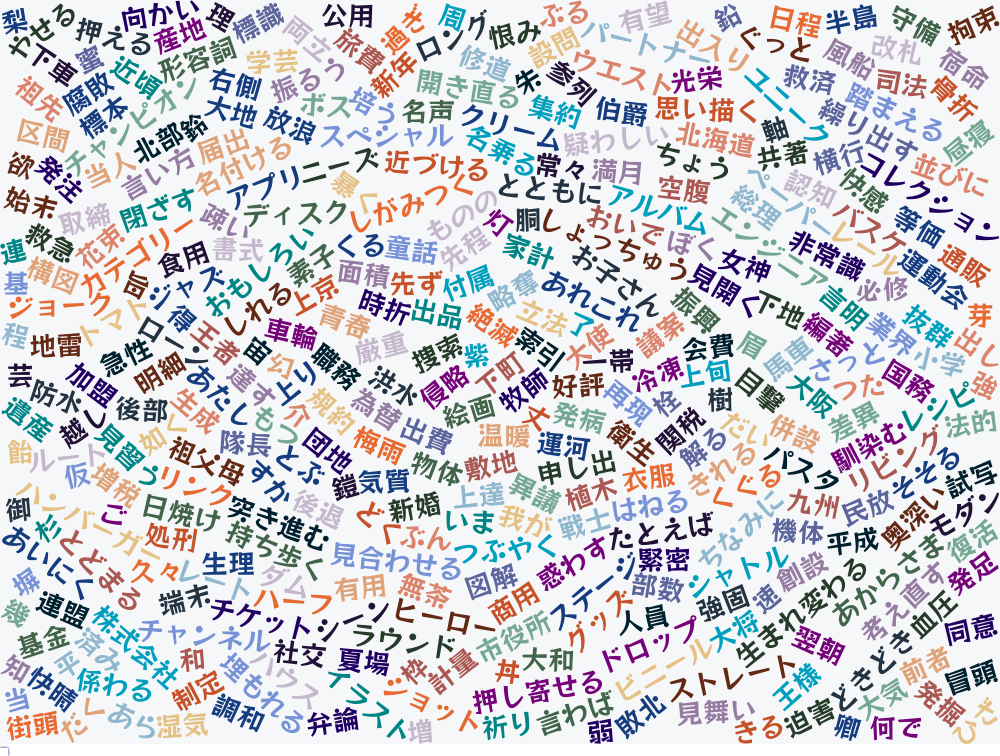 梨
やせる
押える
向かい
理
標識
両立
公用
過ぎ
周
ロング
恨み
ぶる
有望
鉛
日程
半島
守備
拘束
下車
蜜
産地
形容詞
学芸
旅費
新年
修道
設問
パートナー
出入り
ぐっと
風船
改札
宿命
祖先
腐敗
近頃
右側
振るう
開き直る
朱
参列
ウエスト
光栄
ユニーク
救済
司法
骨折
標本
チャンピオン
大地
放浪
ボス
培う
名声
クリーム
集約
伯爵
思い描く
繰り出す
踏まえる
区間
北部
鈴
届出
スペシャル
名乗る
疑わしい
北海道
軸
昼寝
欲
発注
当人
言い方
名付ける
アプリ
ニーズ
近づける
常々
満月
ちょう
共著
横行
コレクション
並びに
始末
取締
閉ざす
疎い
ディスク
暴く
しがみつく
とともに
アルバム
空腹
ペーパー
総理
認知
快感
等価
連
救急
花束
カテゴリー
書式
くる
童話
先程
ものの
灯
胴
しょっちゅう
おいで
ぼく
エンジニア
バスケ
レール
運動会
通販
基
構図
旨
食用
おもしろい
素子
面積
先ず
付属
家計
お子さん
女神
非常識
必修
ジョーク
トマト
ジャズ
しれる
上京
時折
出品
略奪
あれこれ
見開く
振興
下地
言明
抜群
芽
程
地雷
ローン
得
王者
宙
車輪
青春
厳重
捜索
絶滅
立法
了
大使
議案
編著
業界
小学
出し
芸
急性
明細
幻
職務
紫
索引
一帯
会費
眉
馬車
さっと
国務
強
防水
加盟
あたし
達す
上り
洪水
侵略
下町
牧師
好評
再現
冷凍
上旬
目撃
大阪
つた
レシピ
遺産
越し
後部
生成
もつ
介
規約
為替
絵画
丈
発病
栓
樹
差異
法的
飴
ルート
見習う
如く
祖父母
隊長
とぶ
団地
梅雨
出費
温暖
運河
衛生
関税
解る
だい
併設
馴染む
リビング
仮
増税
リンク
すか
鎧
気質
物体
敷地
申し出
衣服
きれる
くぐる
パスタ
そそる
試写
御
ハンバーガー
ご
日焼け
突き進む
後退
どく
新婚
上達
異議
植木
はねる
ちなみに
九州
民放
奥深い
モダン
あいにく
杉
とどまる
処刑
持ち歩く
ぶん
いま
我が
戦士
たとえば
機体
平成
復活
塀
久々
生理
レート
ダム
見合わせる
つぶやく
惑わす
緊密
シャトル
創設
あからさま
発症
幾
連盟
端末
チケット
ハーフ
有用
無茶
図解
商用
ステージ
部数
強固
速
生まれ変わる
考え直す
基金
済み
株式会社
チャンネル
シーン
ヒーロー
ラウンド
市役所
グッズ
人員
大将
翌朝
どきどき
血圧
同意
知
快晴
平
係わる
和
社交
夏場
枠
計量
丼
大和
ドロップ
ビニール
ストレート
前者
冒頭
当
制定
埋もれる
ハウス
イラスト
ショット
押し寄せる
王様
大気
発掘
街頭
だく
あら
湿気
調和
弁論
増
祈り
言わば
弱
敗北
見舞い
きる
迫害
卿
何で
ひざ